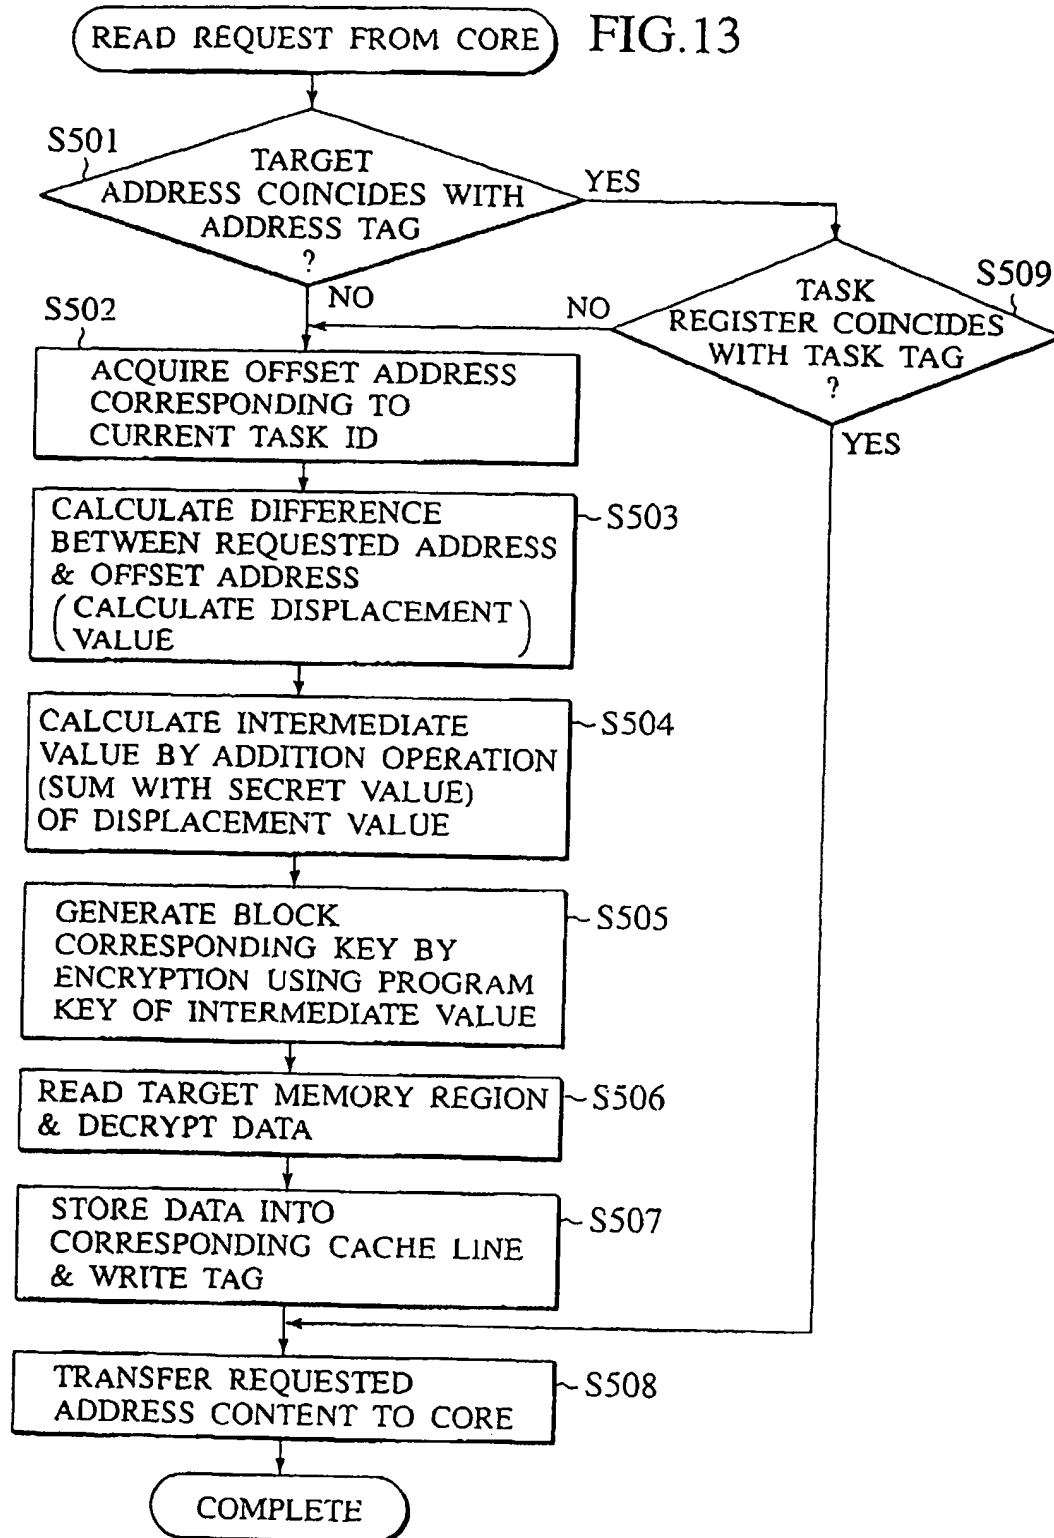 READ REQUEST FROM CORE
FIG.13
S501
TARGET
ADDRESS COINCIDES WITH
ADDRESS TAG
?
YES
NO
S509
TASK
REGISTER COINCIDES
WITH TASK TAG
?
NO
YES
S502
ACQUIRE OFFSET ADDRESS
CORRESPONDING TO
CURRENT TASK ID
CALCULATE DIFFERENCE
BETWEEN REQUESTED ADDRESS
& OFFSET ADDRESS
(CALCULATE DISPLACEMENT
VALUE)
S503
CALCULATE INTERMEDIATE
VALUE BY ADDITION OPERATION
(SUM WITH SECRET VALUE)
OF DISPLACEMENT VALUE
S504
GENERATE BLOCK
CORRESPONDING KEY BY
ENCRYPTION USING PROGRAM
KEY OF INTERMEDIATE VALUE
S505
READ TARGET MEMORY REGION
& DECRYPT DATA
S506
STORE DATA INTO
CORRESPONDING CACHE LINE
& WRITE TAG
S507
TRANSFER REQUESTED
ADDRESS CONTENT TO CORE
S508
COMPLETE